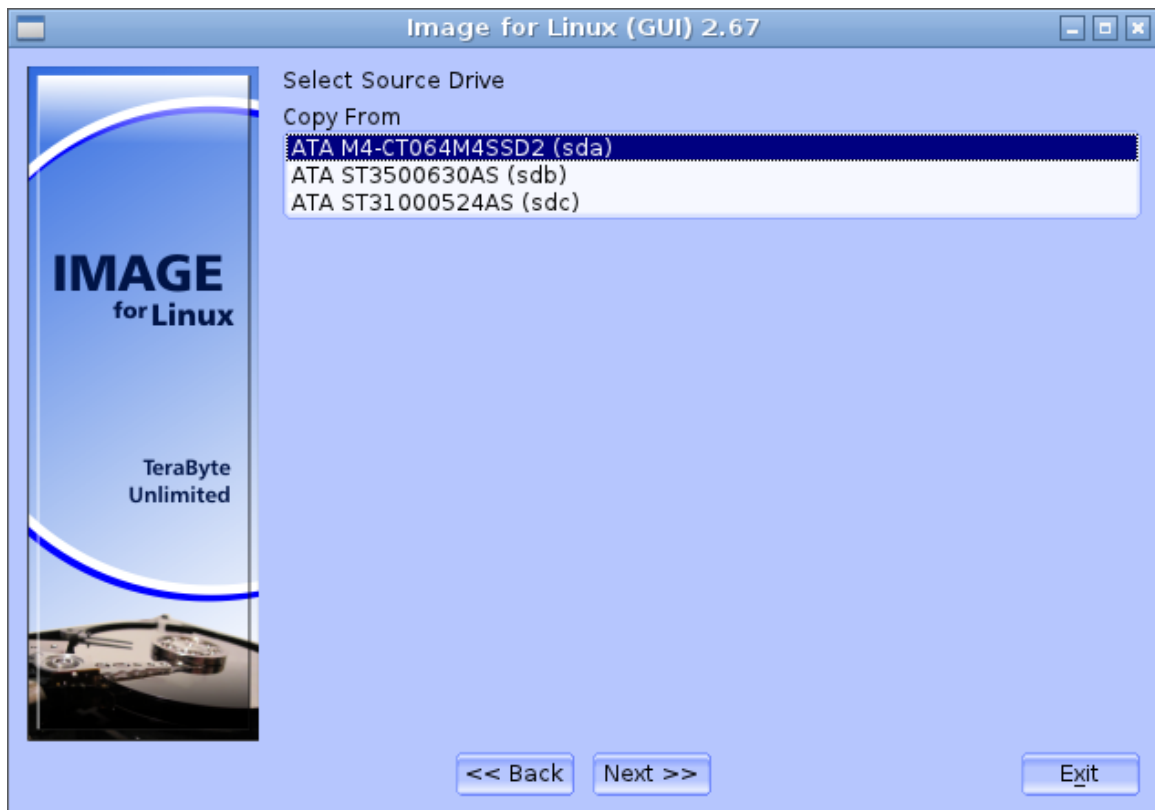 Image for Linux (GUI) 2.67
Select Source Drive
Copy From
ATA M4-CT064M4SSD2 (sda)
ATA ST3500630AS (sdb)
ATA ST31000524AS (sdc)
IMAGE
for Linux
TeraByte
Unlimited
<< Back
Next >>
Exit